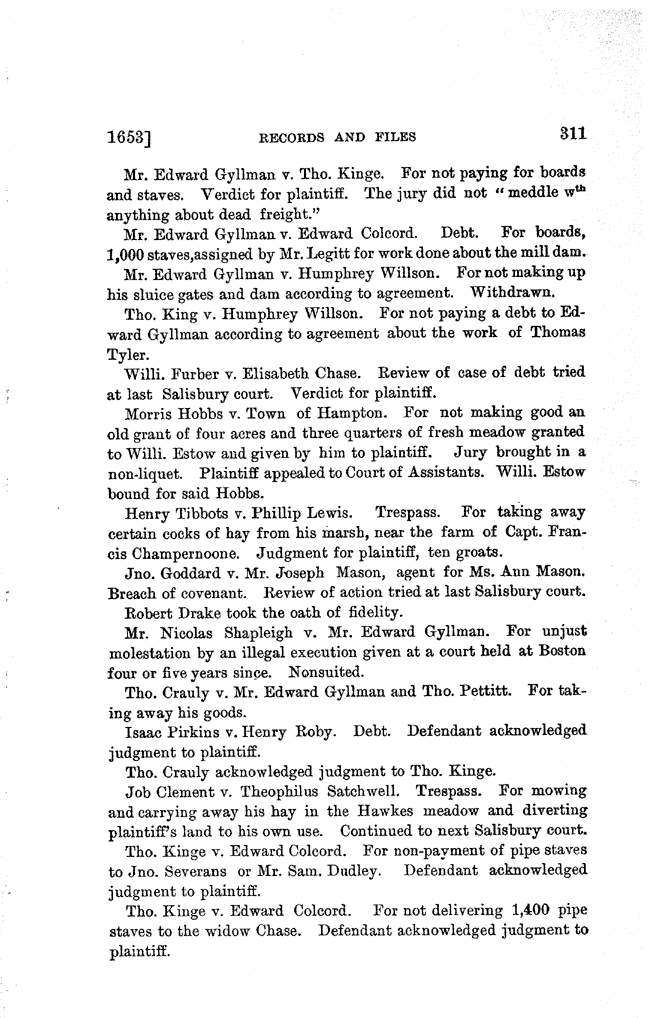 1653] RECORDS AND FILES 311
Mr. Edward Gyllman v. Tho. Kinge. For not paying for boards
and staves. Verdict for plaintiff. The jury did not “ meddle wth
anything about dead freight.”
Mr. Edward Gyllman v. Edward Colcord. Debt. For boards,
1,000 staves,assigned by Mr. Legitt for work done about the mill dam.
Mr. Edward Gyllman v. Humphrey Willson. For not making up
his sluice gates and dam according to agreement. Withdrawn.
Tho. King v. Humphrey Willson. For not paying a debt to Ed-
ward Gyllman according to agreement about the work of Thomas
Tyler.
Willi. Furber v. Elisabeth Chase. Review of case of debt tried
at last Salisbury court. Verdict for plaintiff.
Morris Hobbs v. Town of Hampton. For not making good an
old grant of four acres and three quarters of fresh meadow granted
to Willi. Estow and given by him to plaintiff. Jury brought in a
non-liquet. Plaintiff appealed to Court of Assistants. Willi. Estow
bound for said Hobbs.
Henry Tibbots v. Phillip Lewis. Trespass. For taking away
certain cocks of hay from his marsh, near the farm of Capt. Fran-
cis Champernoone. Judgment for plaintiff, ten groats.
Jno. Goddard v. Mr. Joseph Mason, agent for Ms. Ann Mason.
Breach of covenant. Review of action tried at last Salisbury court.
Robert Drake took the oath of fidelity.
Mr. Nicolas Shapleigh v. Mr. Edward Gyllman. For unjust
molestation by an illegal execution given at a court held at Boston
four or five years since. Nonsuited.
Tho. Crauly v. Mr. Edward Gyllman and Tho. Pettitt. For tak-
ing away his goods.
Isaac Pirkins v. Henry Roby. Debt. Defendant acknowledged
judgment to plaintiff.
Tho. Crauly acknowledged judgment to Tho. Kinge.
Job Clement v. Theophilus Satchwell. Trespass. For mowing
and carrying away his hay in the Hawkes meadow and diverting
plaintiff's land to his own use. Continued to next Salisbury court.
Tho. Kinge v. Edward Colcord. For non-payment of pipe staves
to Jno. Severans or Mr. Sam. Dudley. Defendant acknowledged
judgment to plaintiff.
Tho. Kinge v. Edward Colcord. For not delivering 1,400 pipe
staves to the widow Chase. Defendant acknowledged judgment to
plaintiff.